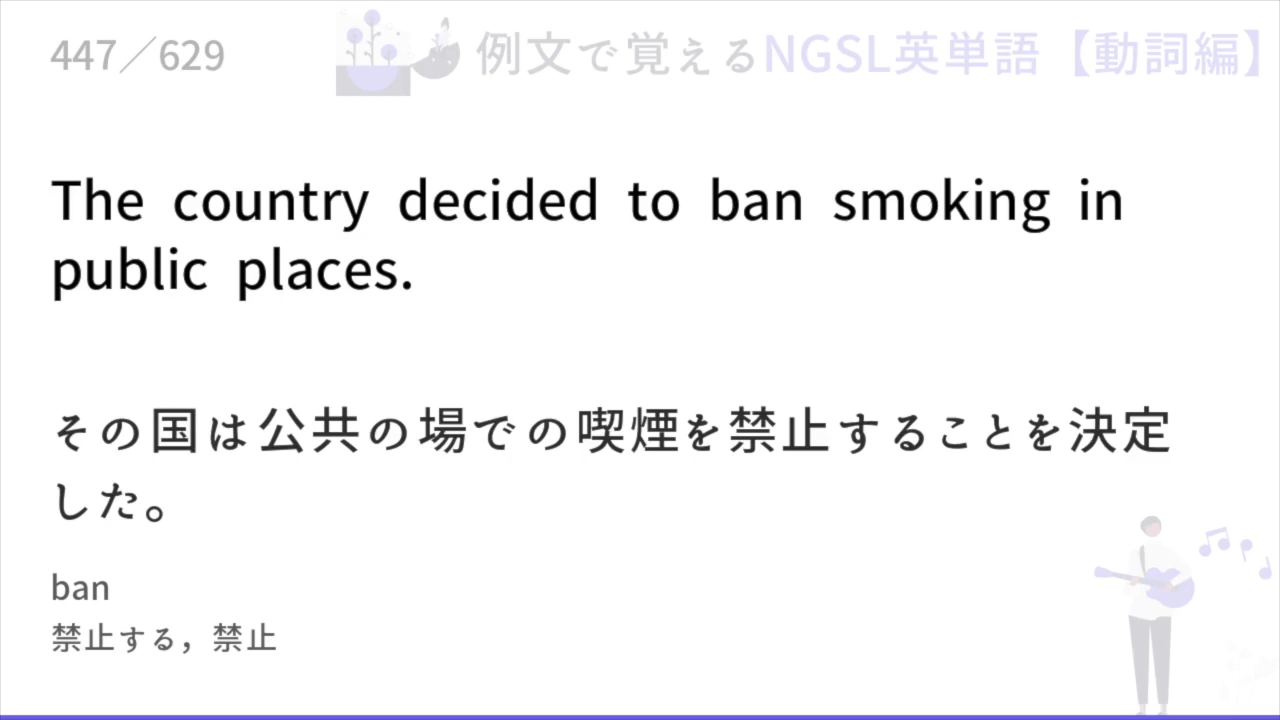 447／629
例文で覚えるNGSL英単語【動詞編】
The country decided to ban smoking in
public places.
その国は公共の場での喫煙を禁止することを決定
した。
ban
禁止する，禁止